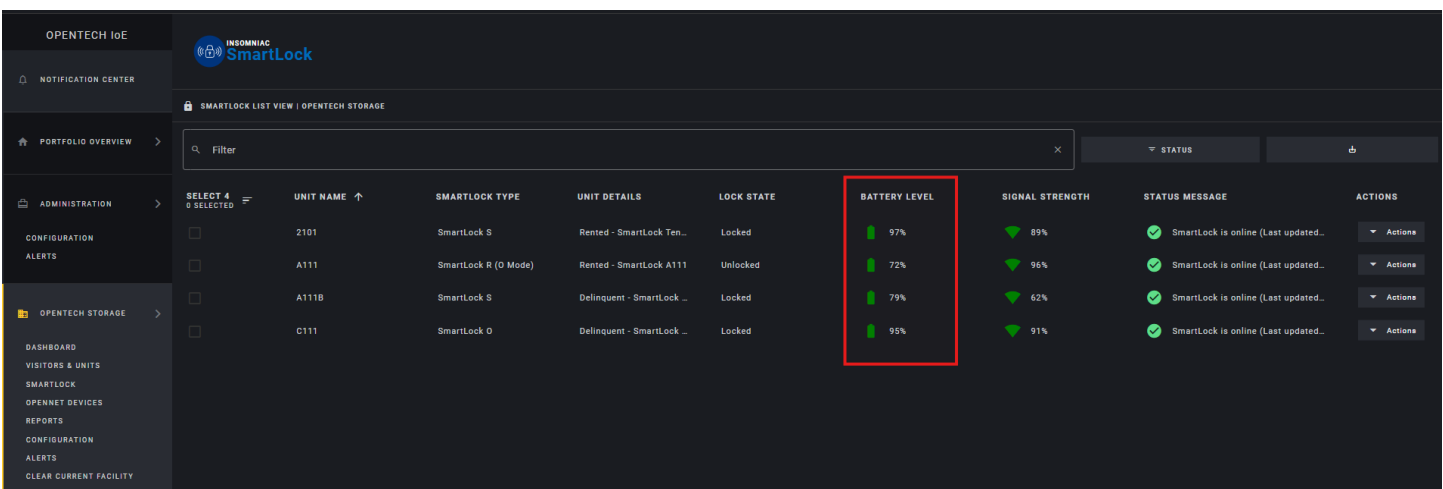 OPENTECH IoE
NOTIFICATION CENTER
PORTFOLIO OVERVIEW
ADMINISTRATION
CONFIGURATION
ALERTS
OPENTECH STORAGE
DASHBOARD
VISITORS & UNITS
SMARTLOCK
OPENNET DEVICES
REPORTS
CONFIGURATION
ALERTS
CLEAR CURRENT FACILITY
INSOMNIAC
SmartLock
SMARTLOCK LIST VIEW | OPENTECH STORAGE
Filter
STATUS
SELECT 4
0 SELECTED
UNIT NAME SMARTLOCK TYPE UNIT DETAILS LOCK STATE BATTERY LEVEL SIGNAL STRENGTH STATUS MESSAGE ACTIONS
2101 SmartLock S Rented - SmartLock Ten... Locked 97% 89% SmartLock is online (Last updated... Actions
A111 SmartLock R (O Mode) Rented - SmartLock A111 Unlocked 72% 96% SmartLock is online (Last updated... Actions
A111B SmartLock S Delinquent - SmartLock ... Locked 79% 62% SmartLock is online (Last updated... Actions
C111 SmartLock O Delinquent - SmartLock ... Locked 95% 91% SmartLock is online (Last updated... Actions